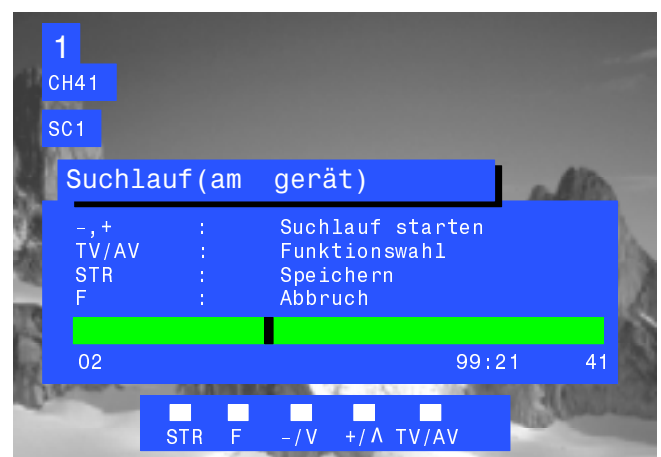 1
CH41
SC1
Suchlauf(am gerät)
-,+ : Suchlauf starten
TV/AV : Funktionswahl
STR : Speichern
F : Abbruch
02 99:21 41
STR F -/V +/Λ TV/AV